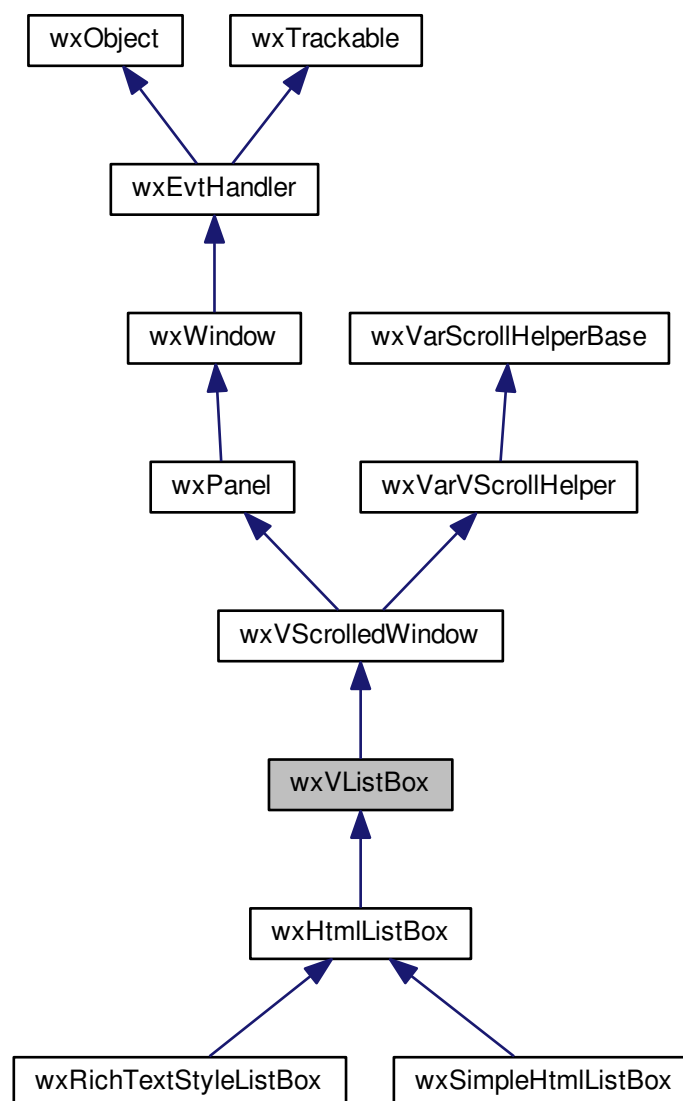 wxObject
wxTrackable
wxEvtHandler
wxWindow
wxVarScrollHelperBase
wxPanel
wxVarVScrollHelper
wxVScrolledWindow
wxVListBox
wxHtmlListBox
wxRichTextStyleListBox
wxSimpleHtmlListBox